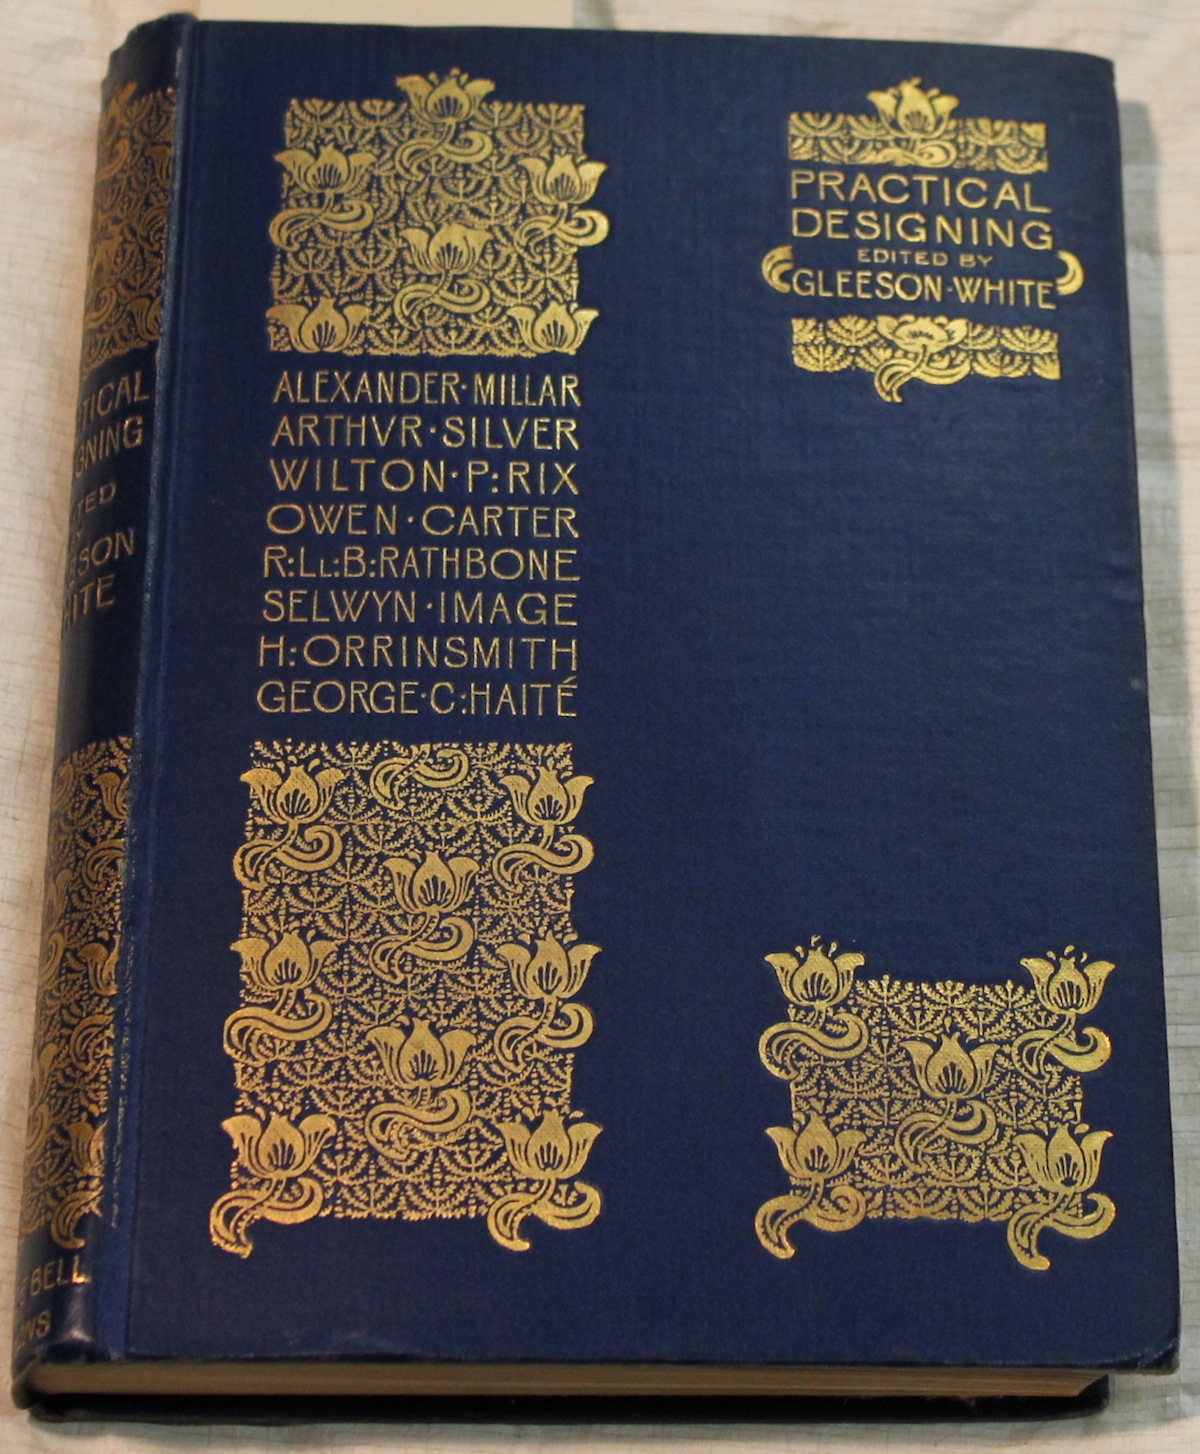 PRACTICAL
DESIGNING
EDITED BY
GLEESON·WHITE
ALEXANDER·MILLAR
ARTHVR·SILVER
WILTON·P:RIX
OWEN·CARTER
R:LL:B:RATHBONE
SELWYN·IMAGE
H:ORRINSMITH
GEORGE·C:HAITÉ
BELL